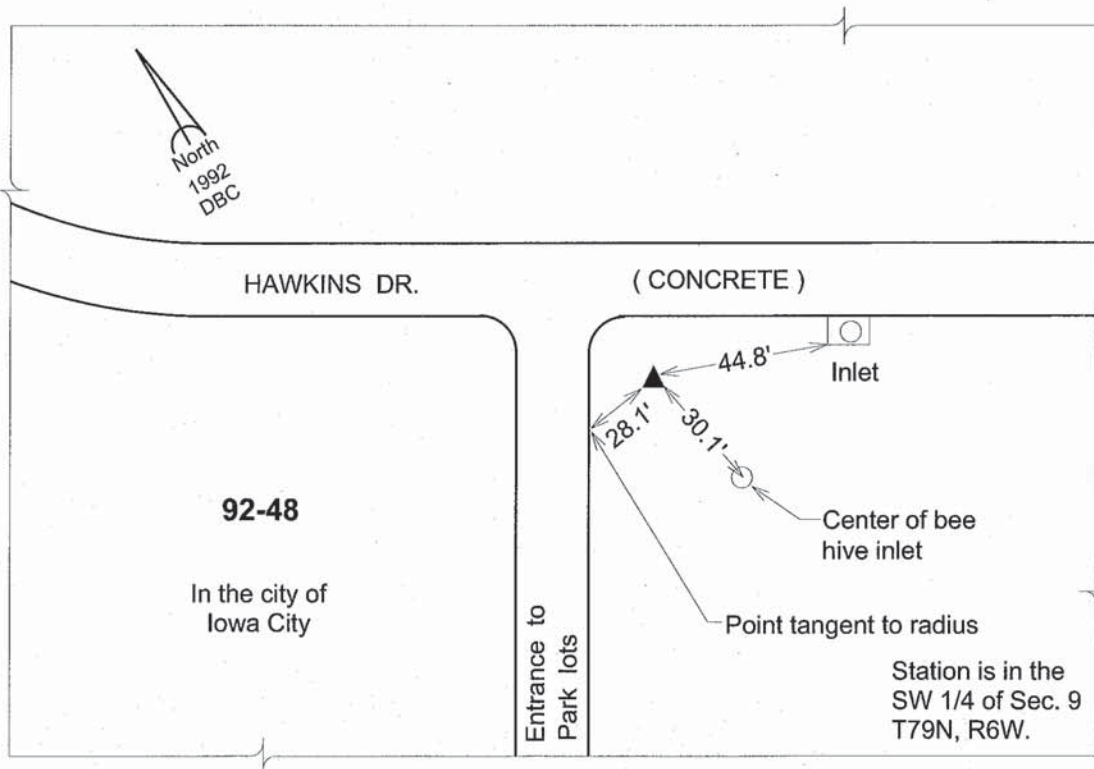 North
1992
DBC
HAWKINS DR.
( CONCRETE )
44.8'
Inlet
28.1'
30.1'
92-48
Center of bee
hive inlet
In the city of
Iowa City
Point tangent to radius
Entrance to
Park lots
Station is in the
SW 1/4 of Sec. 9
T79N, R6W.